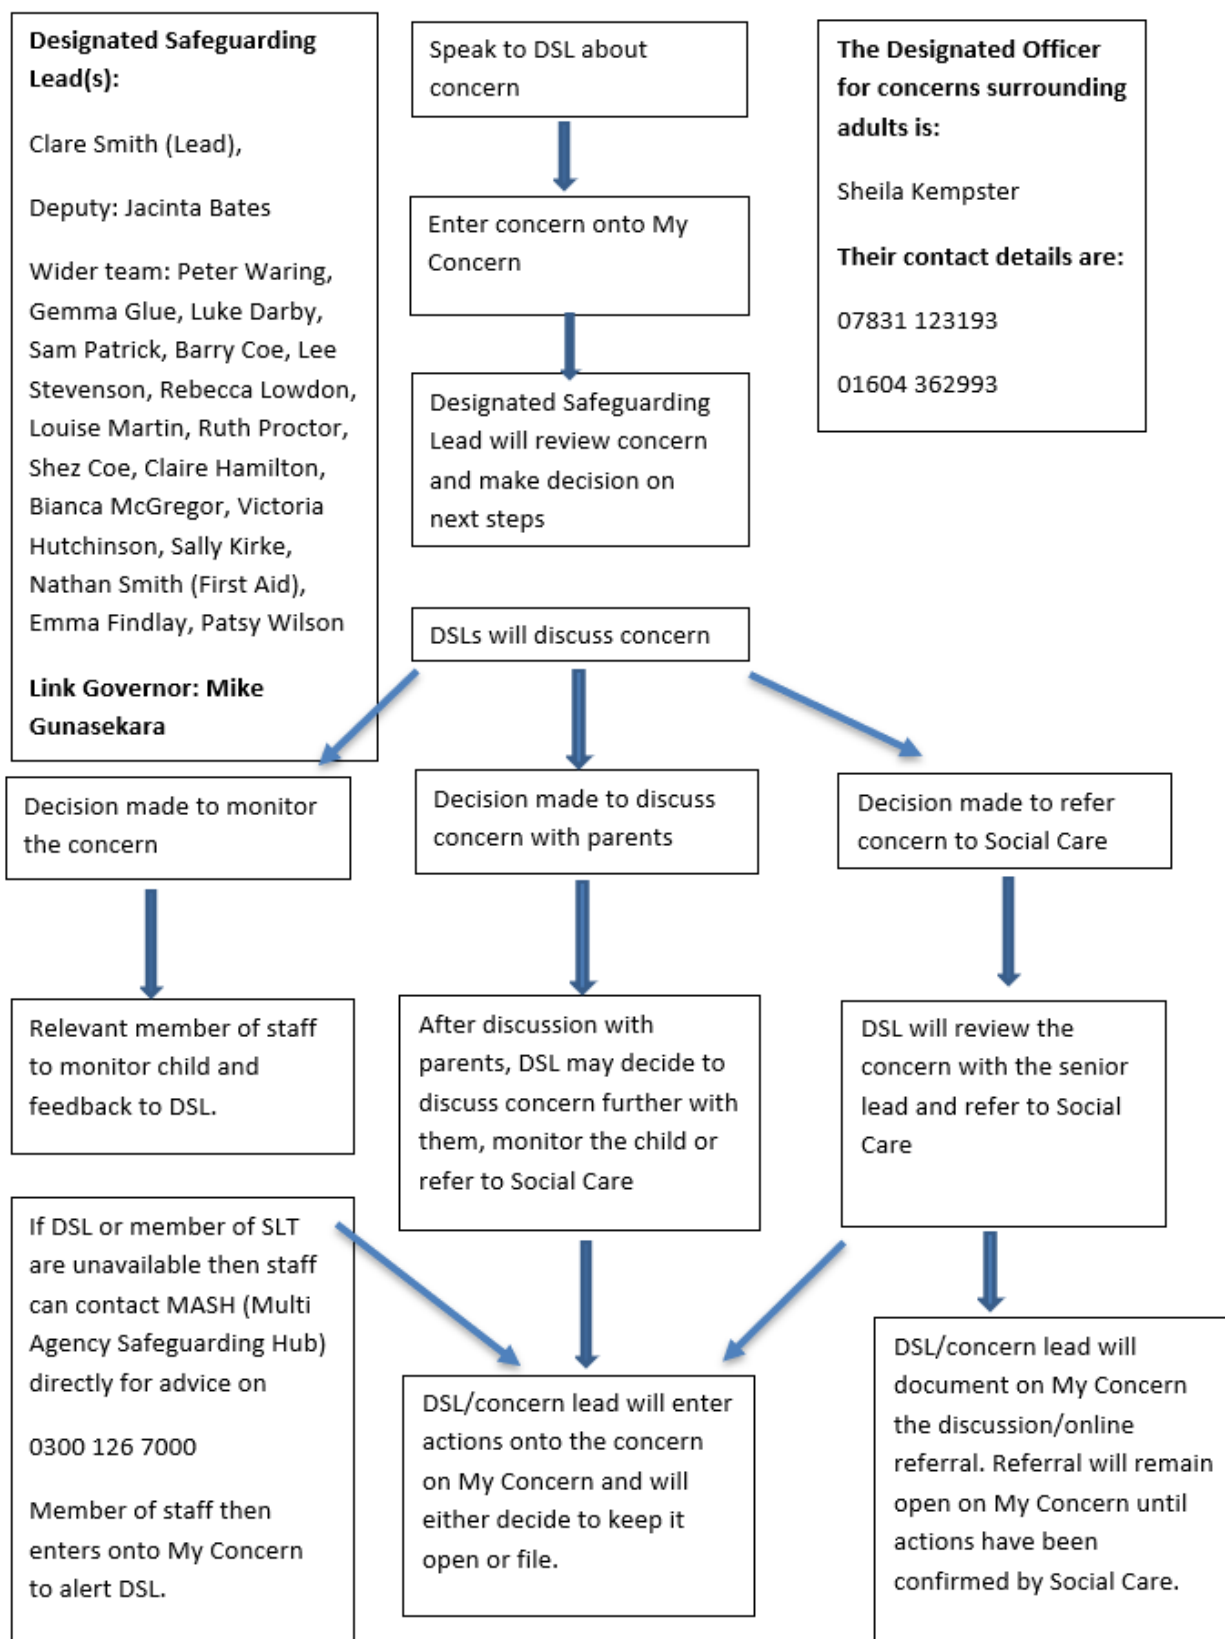 Designated Safeguarding
Lead(s):
Clare Smith (Lead),
Deputy: Jacinta Bates
Wider team: Peter Waring,
Gemma Glue, Luke Darby,
Sam Patrick, Barry Coe, Lee
Stevenson, Rebecca Lowdon,
Louise Martin, Ruth Proctor,
Shez Coe, Claire Hamilton,
Bianca McGregor, Victoria
Hutchinson, Sally Kirke,
Nathan Smith (First Aid),
Emma Findlay, Patsy Wilson
Link Governor: Mike
Gunasekara
Speak to DSL about
concern
Enter concern onto My
Concern
Designated Safeguarding
Lead will review concern
and make decision on
next steps
DSLs will discuss concern
The Designated Officer
for concerns surrounding
adults is:
Sheila Kempster
Their contact details are:
07831 123193
01604 362993
Decision made to monitor
the concern
Decision made to discuss
concern with parents
Decision made to refer
concern to Social Care
Relevant member of staff
to monitor child and
feedback to DSL.
After discussion with
parents, DSL may decide to
discuss concern further with
them, monitor the child or
refer to Social Care
DSL will review the
concern with the senior
lead and refer to Social
Care
If DSL or member of SLT
are unavailable then staff
can contact MASH (Multi
Agency Safeguarding Hub)
directly for advice on
0300 126 7000
Member of staff then
enters onto My Concern
to alert DSL.
DSL/concern lead will enter
actions onto the concern
on My Concern and will
either decide to keep it
open or file.
DSL/concern lead will
document on My Concern
the discussion/online
referral. Referral will remain
open on My Concern until
actions have been
confirmed by Social Care.